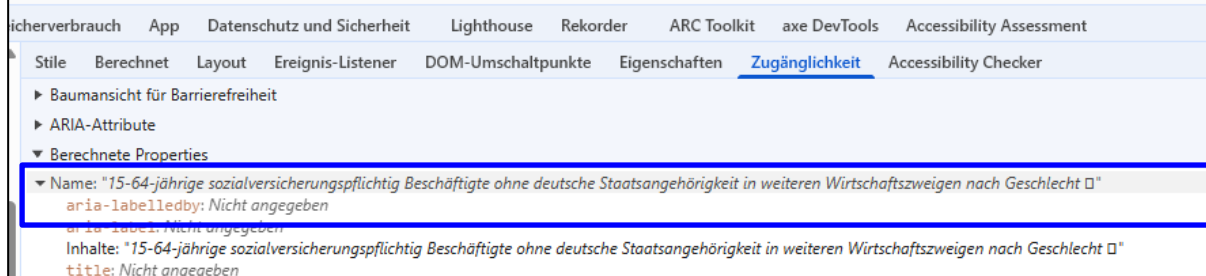 eicherverbrauch App Datenschutz und Sicherheit Lighthouse Rekorder ARC Toolkit axe DevTools Accessibility Assessment
Stile Berechnet Layout Ereignis-Listener DOM-Umschaltpunkte Eigenschaften Zugänglichkeit Accessibility Checker
▸ Baumansicht für Barrierefreiheit
▸ ARIA-Attribute
▾ Berechnete Properties
▾ Name: "15-64-jährige sozialversicherungspflichtig Beschäftigte ohne deutsche Staatsangehörigkeit in weiteren Wirtschaftszweigen nach Geschlecht ▯"
aria-labelledby: Nicht angegeben
aria-label: Nicht angegeben
Inhalte: "15-64-jährige sozialversicherungspflichtig Beschäftigte ohne deutsche Staatsangehörigkeit in weiteren Wirtschaftszweigen nach Geschlecht ▯"
title: Nicht angegeben